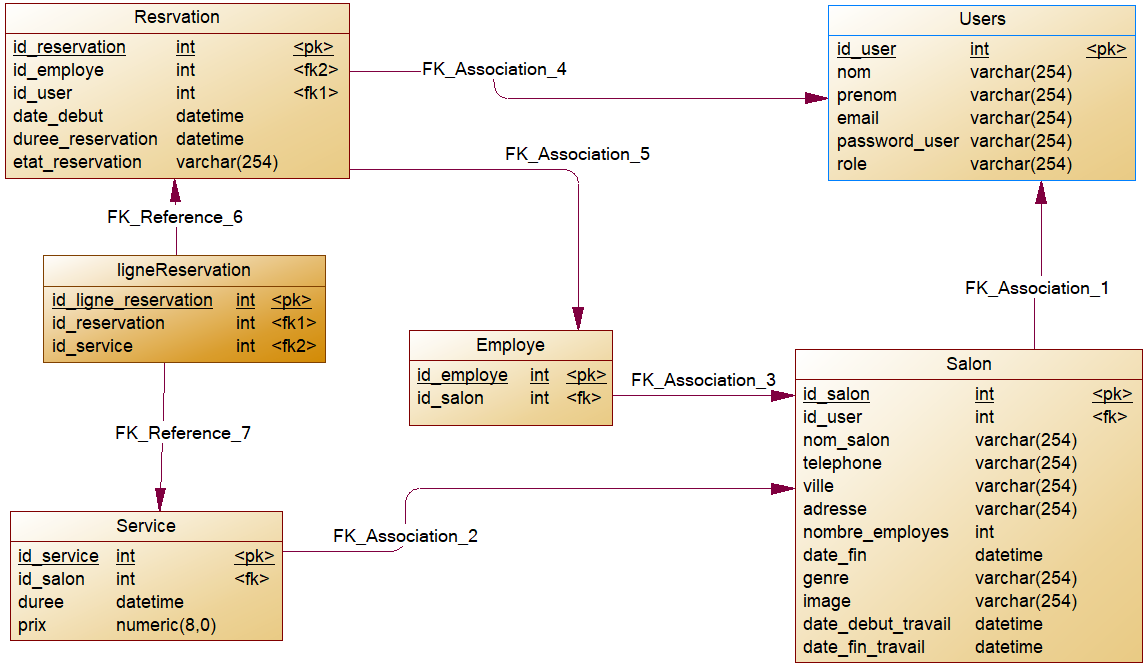 Resrvation
id_reservation int <pk>
id_employe int <fk2>
id_user int <fk1>
date_debut datetime
duree_reservation datetime
etat_reservation varchar(254)
FK_Association_4
Users
id_user int <pk>
nom varchar(254)
prenom varchar(254)
email varchar(254)
password_user varchar(254)
role varchar(254)
FK_Association_5
FK_Reference_6
ligneReservation
id_ligne_reservation int <pk>
id_reservation int <fk1>
id_service int <fk2>
FK_Association_1
Employe
id_employe int <pk>
id_salon int <fk>
FK_Association_3
Salon
id_salon int <pk>
id_user int <fk>
nom_salon varchar(254)
telephone varchar(254)
ville varchar(254)
adresse varchar(254)
nombre_employes int
date_fin datetime
genre varchar(254)
image varchar(254)
date_debut_travail datetime
date_fin_travail datetime
FK_Reference_7
Service
id_service int <pk>
id_salon int <fk>
duree datetime
prix numeric(8,0)
FK_Association_2